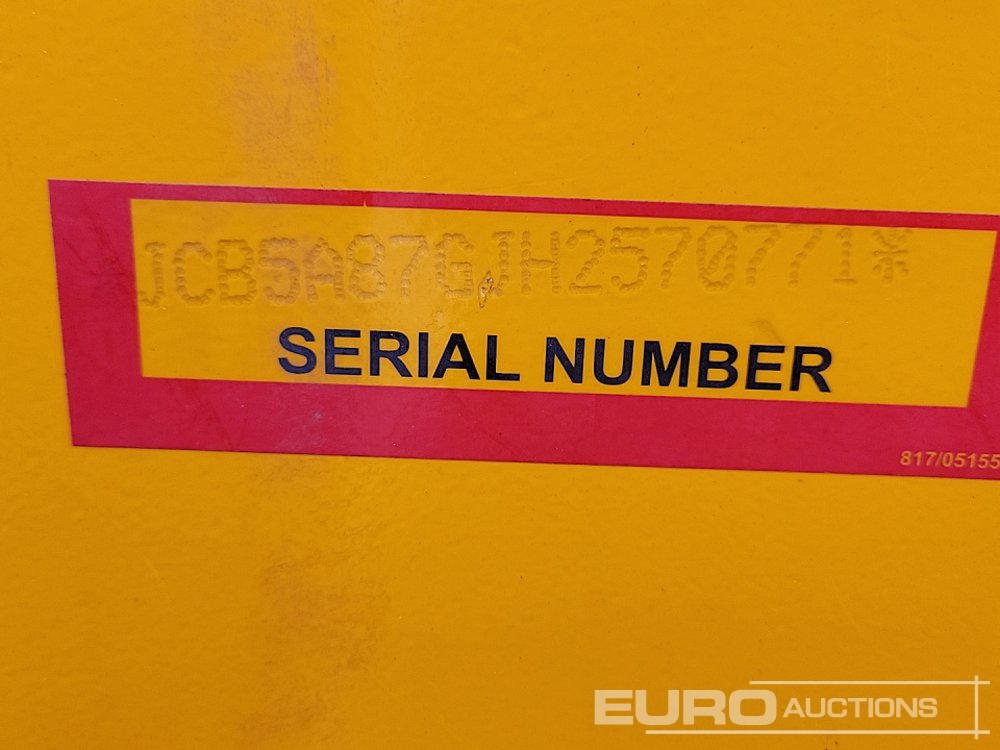 JCB5A87GJH2570771*
SERIAL NUMBER
817/05155
EURO AUCTIONS